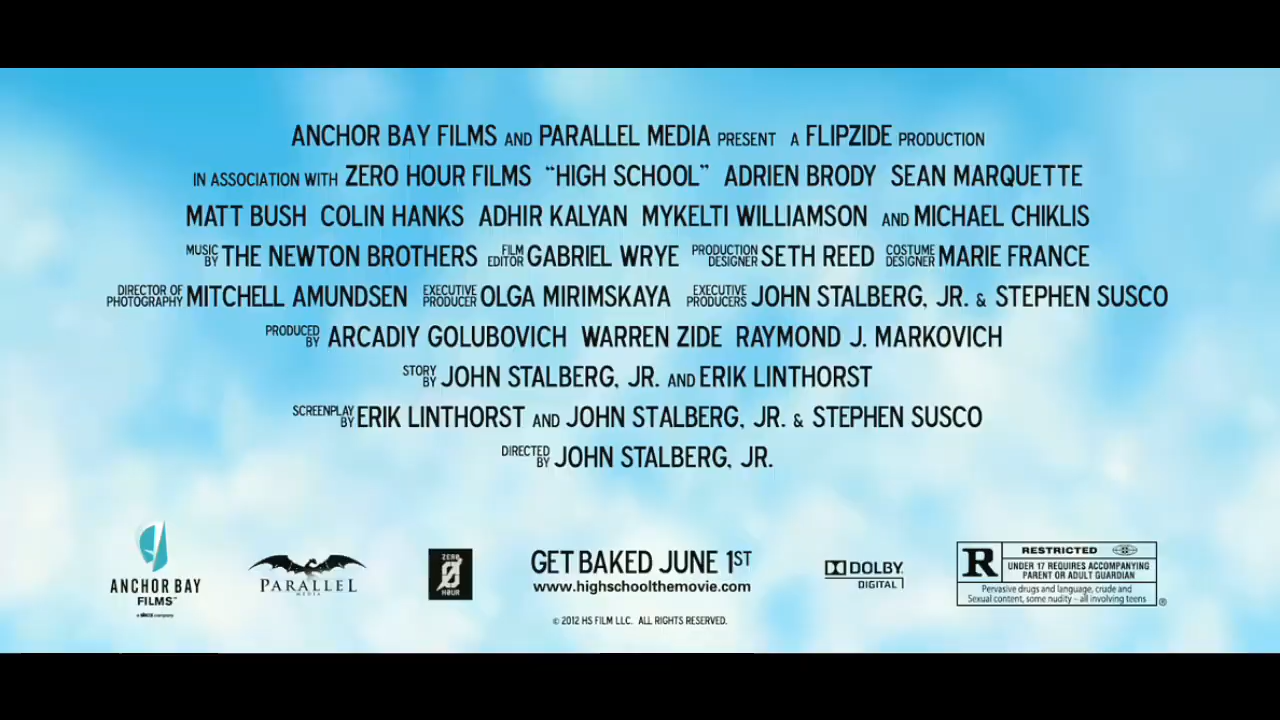 ANCHOR BAY FILMS AND PARALLEL MEDIA PRESENT A FLIPZIDE PRODUCTION
IN ASSOCIATION WITH ZERO HOUR FILMS "HIGH SCHOOL" ADRIEN BRODY SEAN MARQUETTE
MATT BUSH COLIN HANKS ADHIR KALYAN MYKELTI WILLIAMSON AND MICHAEL CHIKLIS
MUSIC BY THE NEWTON BROTHERS FILM EDITOR GABRIEL WRYE PRODUCTION DESIGNER SETH REED COSTUME DESIGNER MARIE FRANCE
DIRECTOR OF PHOTOGRAPHY MITCHELL AMUNDSEN EXECUTIVE PRODUCER OLGA MIRIMSKAYA EXECUTIVE PRODUCERS JOHN STALBERG, JR. & STEPHEN SUSCO
PRODUCED BY ARCADIY GOLUBOVICH WARREN ZIDE RAYMOND J. MARKOVICH
STORY BY JOHN STALBERG, JR. AND ERIK LINTHORST
SCREENPLAY BY ERIK LINTHORST AND JOHN STALBERG, JR. & STEPHEN SUSCO
DIRECTED BY JOHN STALBERG, JR.
ANCHOR BAY
FILMS™
a starz company
PARALLEL
MEDIA
ZERO
0
HOUR
GET BAKED JUNE 1ST
www.highschoolthemovie.com
© 2012 HS FILM LLC. ALL RIGHTS RESERVED.
DOLBY
DIGITAL
R
RESTRICTED
UNDER 17 REQUIRES ACCOMPANYING
PARENT OR ADULT GUARDIAN
Pervasive drugs and language, crude and
Sexual content, some nudity - all involving teens
®